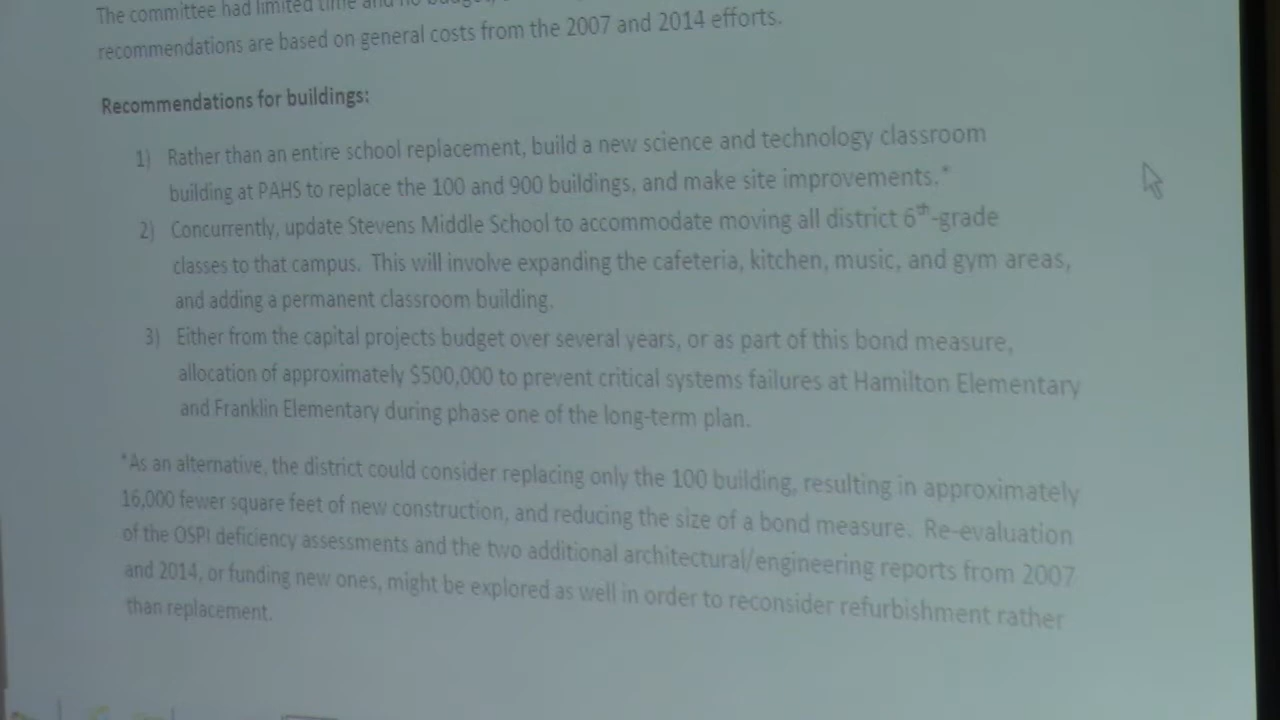 The committee had limited time and no budget,
recommendations are based on general costs from the 2007 and 2014 efforts.
Recommendations for buildings:
1) Rather than an entire school replacement, build a new science and technology classroom
building at PAHS to replace the 100 and 900 buildings, and make site improvements.*
2) Concurrently, update Stevens Middle School to accommodate moving all district 6th-grade
classes to that campus. This will involve expanding the cafeteria, kitchen, music, and gym areas,
and adding a permanent classroom building.
3) Either from the capital projects budget over several years, or as part of this bond measure,
allocation of approximately $500,000 to prevent critical systems failures at Hamilton Elementary
and Franklin Elementary during phase one of the long-term plan.
*As an alternative, the district could consider replacing only the 100 building, resulting in approximately
16,000 fewer square feet of new construction, and reducing the size of a bond measure. Re-evaluation
of the OSPI deficiency assessments and the two additional architectural/engineering reports from 2007
and 2014, or funding new ones, might be explored as well in order to reconsider refurbishment rather
than replacement.